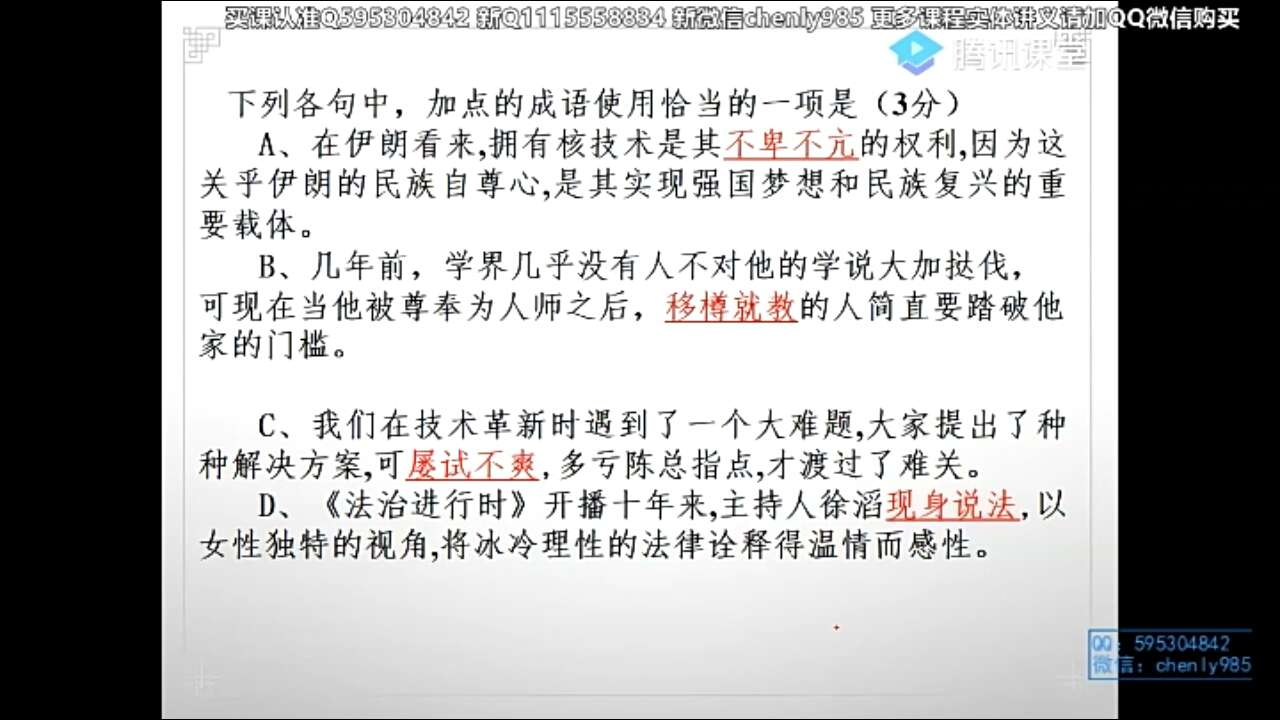 买课认准Q595304842 新Q1115558834 新微信chenly985 更多课程实体讲义请加QQ微信购买
腾讯课堂
下列各句中，加点的成语使用恰当的一项是（3分）
A、在伊朗看来,拥有核技术是其不卑不亢的权利,因为这
关乎伊朗的民族自尊心,是其实现强国梦想和民族复兴的重
要载体。
B、几年前，学界几乎没有人不对他的学说大加挞伐，
可现在当他被尊奉为人师之后，移樽就教的人简直要踏破他
家的门槛。
C、我们在技术革新时遇到了一个大难题,大家提出了种
种解决方案,可屡试不爽,多亏陈总指点,才渡过了难关。
D、《法治进行时》开播十年来,主持人徐滔现身说法,以
女性独特的视角,将冰冷理性的法律诠释得温情而感性。
QQ：595304842
微信：chenly985